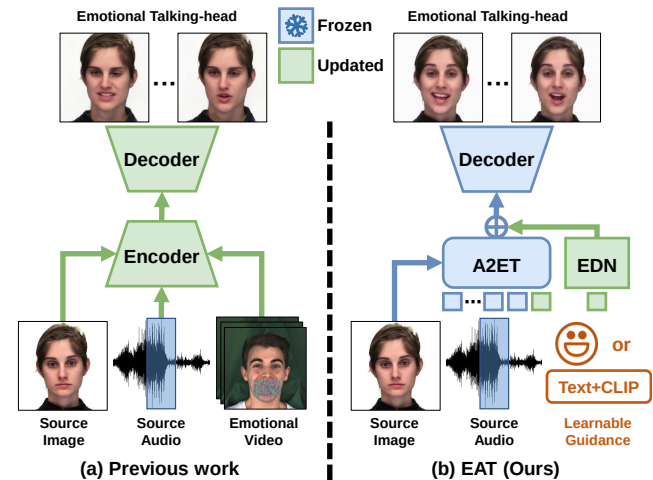 Emotional Talking-head
Frozen
Updated
Emotional Talking-head
...
...
Decoder
Decoder
Encoder
A2ET
EDN
...
or
Text+CLIP
Source
Image
Source
Audio
Emotional
Video
Source
Image
Source
Audio
Learnable
Guidance
(a) Previous work
(b) EAT (Ours)